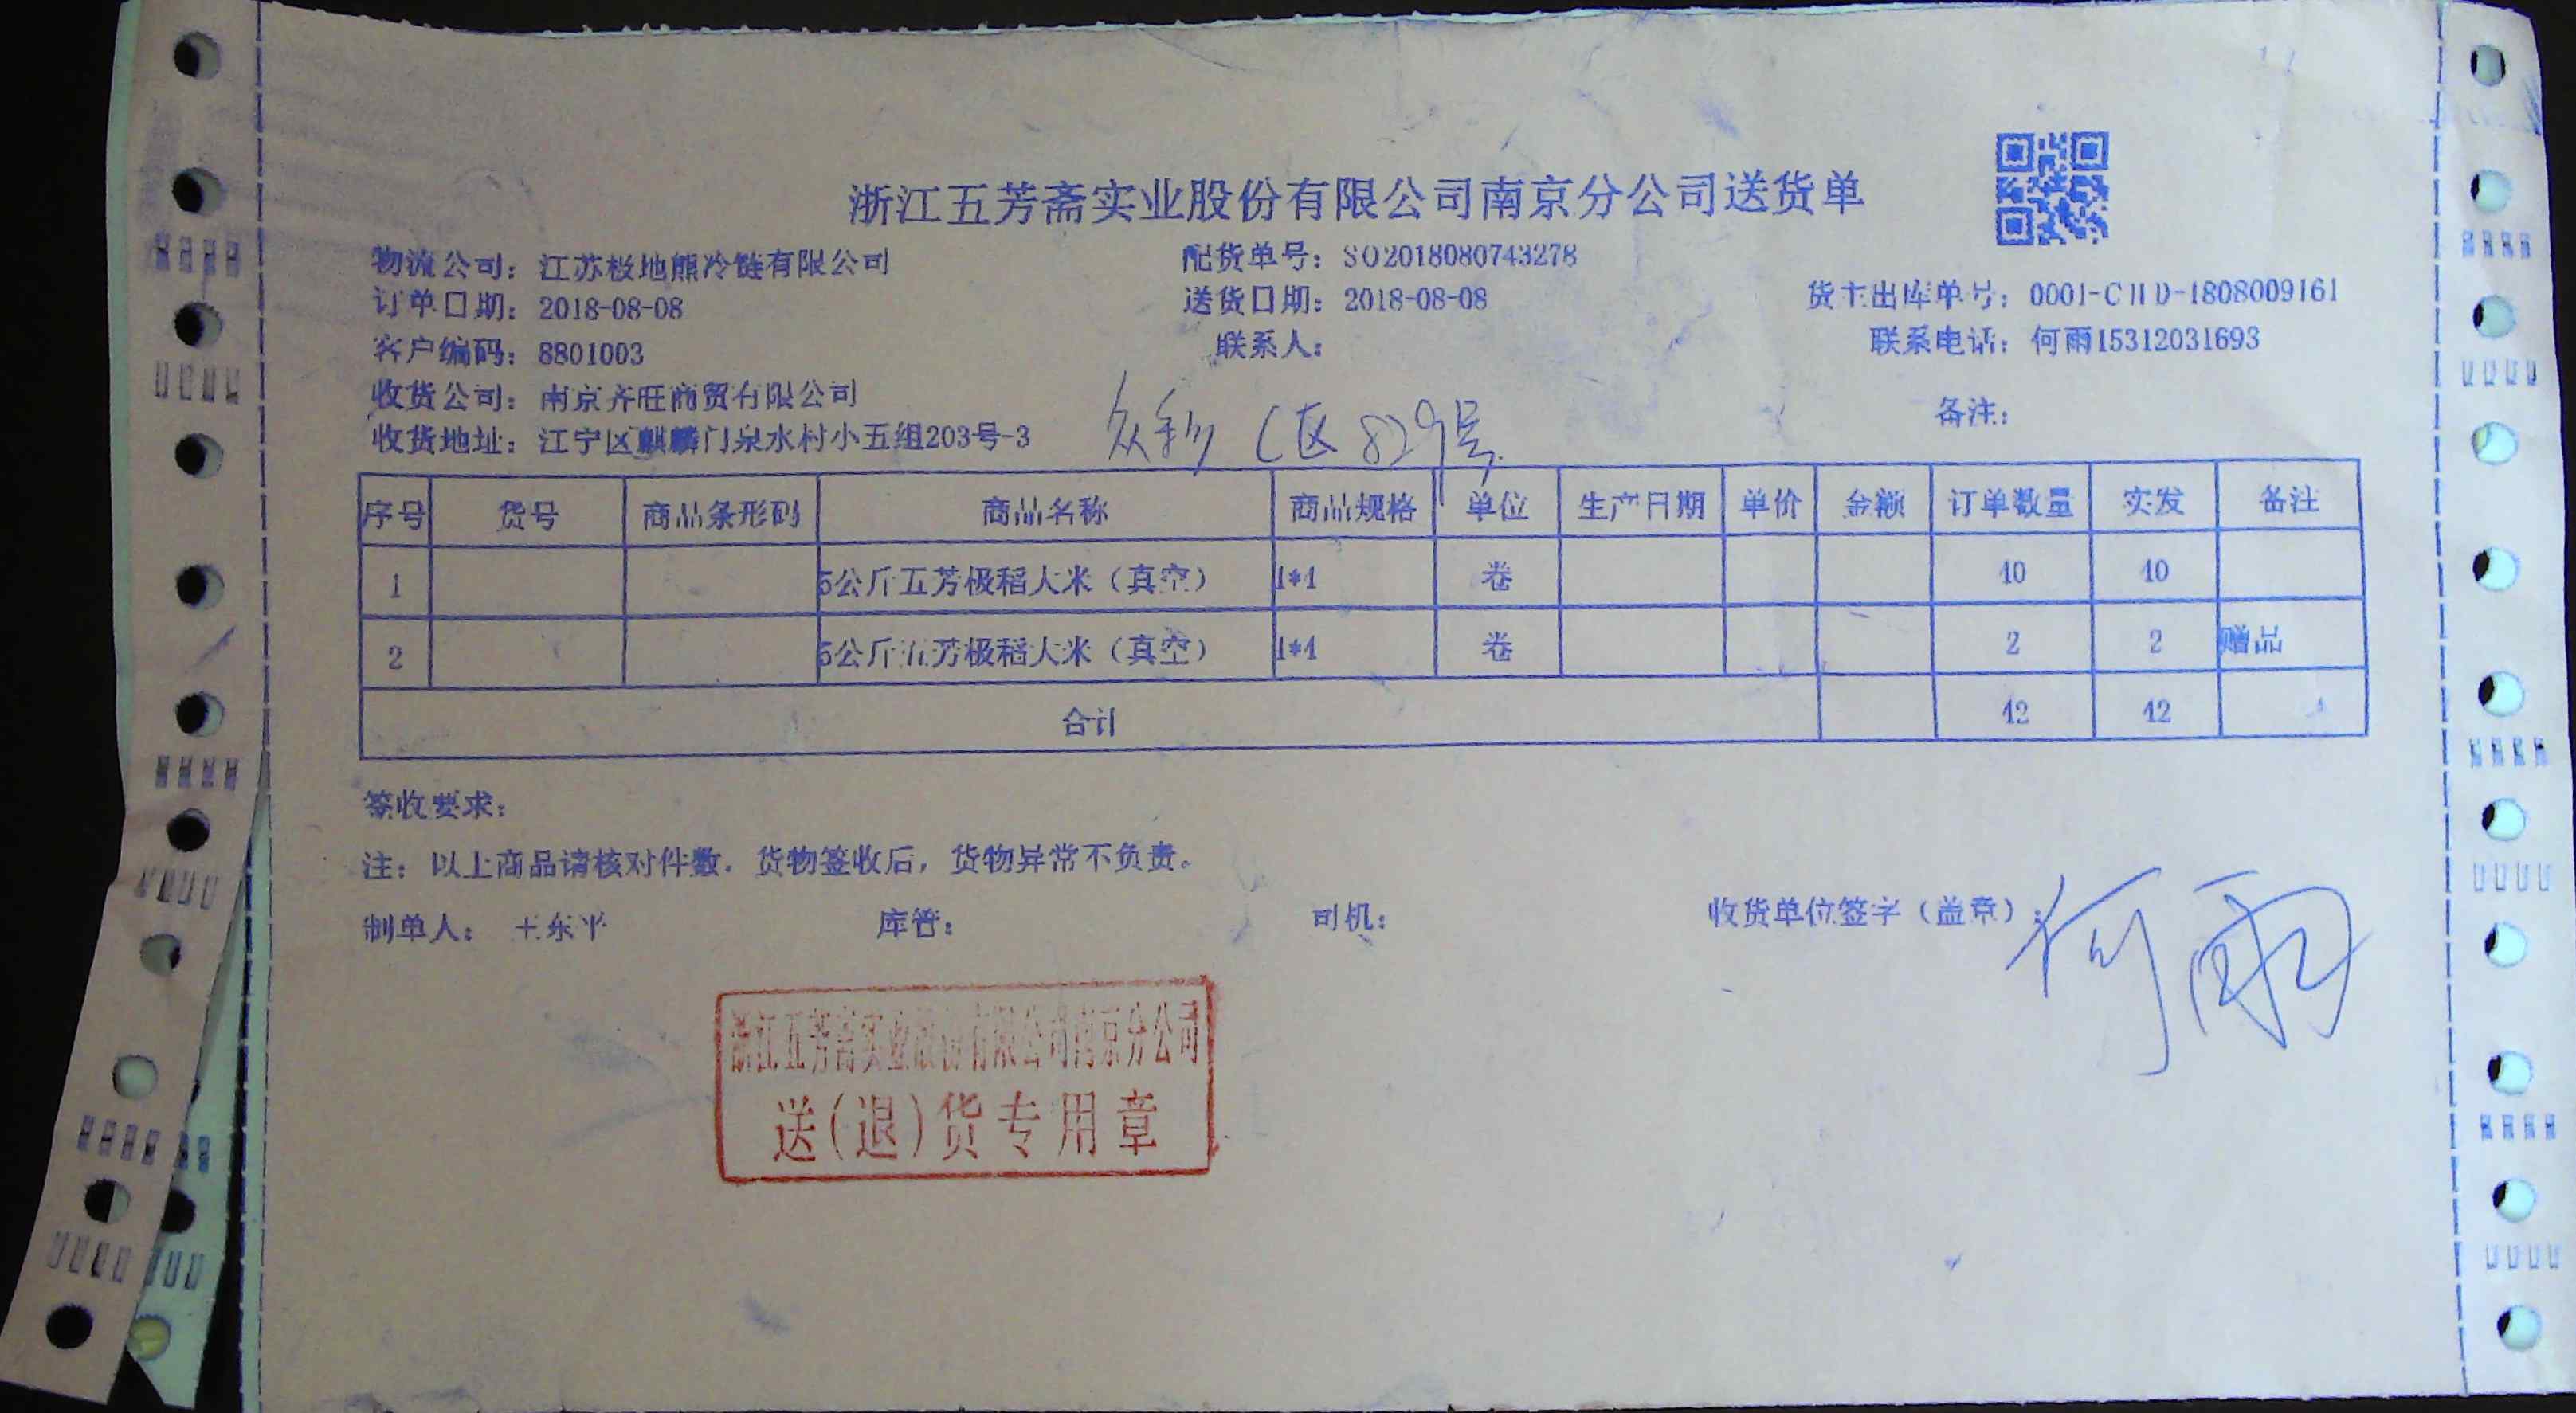 浙江五芳斋实业股份有限公司南京分公司送货单
物流公司：江苏极地熊冷链有限公司 配货单号：SO2018080743278
订单日期：2018-08-08 送货日期：2018-08-08 货主出库单号：0001-CHD-1808009161
客户编码：8801003 联系人： 联系电话：何雨15312031693
收货公司：南京齐旺商贸有限公司 备注：
收货地址：江宁区麒麟门泉水村小五组203号-3 众彩 C区829号
序号 货号 商品条形码 商品名称 商品规格 单位 生产日期 单价 金额 订单数量 实发 备注
1 5公斤五芳极稻大米（真空） 1*1 卷 10 10
2 5公斤五芳极稻大米（真空） 1*1 卷 2 2 赠品
合计 12 12
签收要求：
注：以上商品请核对件数，货物签收后，货物异常不负责。
制单人：王东平 库管： 司机： 收货单位签字（盖章）：何雨
浙江五芳斋实业股份有限公司南京分公司
送(退)货专用章